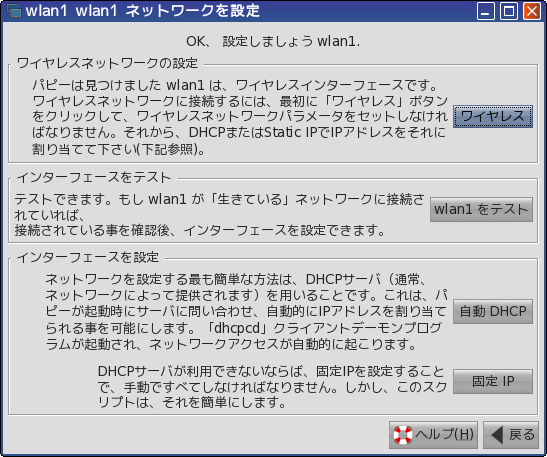 wlan1 wlan1 ネットワークを設定
OK、 設定しましょう wlan1.
ワイヤレスネットワークの設定
パピーは見つけました wlan1 は、ワイヤレスインターフェースです。
ワイヤレスネットワークに接続するには、最初に「ワイヤレス」ボタン
をクリックして、ワイヤレスネットワークパラメータをセットしなけれ
ばなりません。それから、DHCPまたはStatic IPでIPアドレスをそれに
割り当てて下さい(下記参照)。
ワイヤレス
インターフェースをテスト
テストできます。もし wlan1 が「生きている」ネットワークに接続さ
れていれば、
接続されている事を確認後、インターフェースを設定できます。
wlan1 をテスト
インターフェースを設定
ネットワークを設定する最も簡単な方法は、DHCPサーバ（通常、
ネットワークによって提供されます）を用いることです。これは、パ
ピーが起動時にサーバに問い合わせ、自動的にIPアドレスを割り当て
られる事を可能にします。「dhcpcd」クライアントデーモンプログ
ラムが起動され、ネットワークアクセスが自動的に起こります。
自動 DHCP
DHCPサーバが利用できないならば、固定IPを設定すること
で、手動ですべてしなければなりません。しかし、このスク
リプトは、それを簡単にします。
固定 IP
ヘルプ(H)
戻る